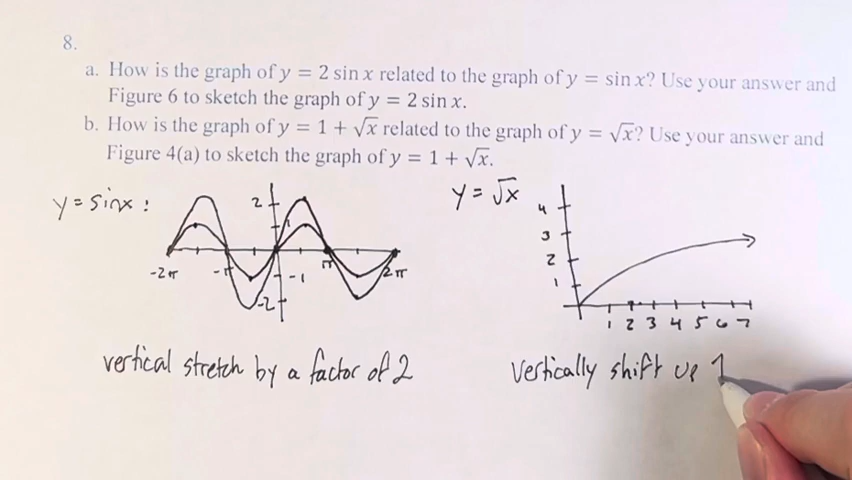 8.
a. How is the graph of y = 2 sin x related to the graph of y = sin x? Use your answer and
Figure 6 to sketch the graph of y = 2 sin x.
b. How is the graph of y = 1 + √x related to the graph of y = √x? Use your answer and
Figure 4(a) to sketch the graph of y = 1 + √x.
y = sinx :
2
1
-2π
-π
π
2π
-1
-2
y = √x
4
3
2
1
1 2 3 4 5 6 7
vertical stretch by a factor of 2
vertically shift up 1